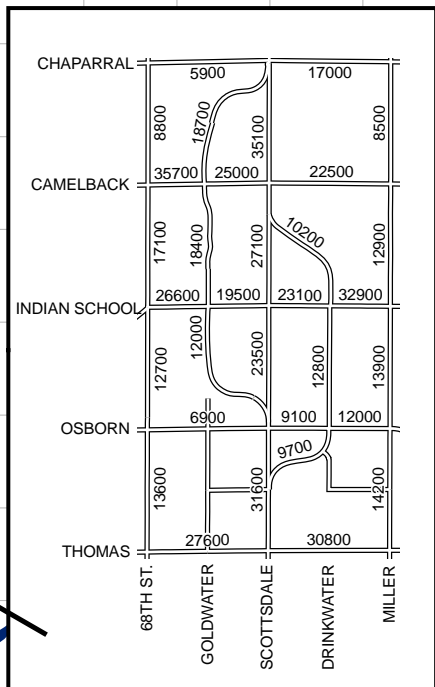 CHAPARRAL
5900 17000
8800 18700 35100 8500
35700 25000 22500
CAMELBACK
17100 18400 27100 10200 12900
26600 19500 23100 32900
INDIAN SCHOOL
12700 12000 23500 12800 13900
6900 9100 12000
OSBORN
9700
13600 31600 14200
27600 30800
THOMAS
68TH ST.
GOLDWATER
SCOTTSDALE
DRINKWATER
MILLER